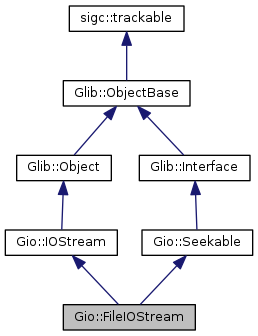 sigc::trackable
Glib::ObjectBase
Glib::Object
Glib::Interface
Gio::IOStream
Gio::Seekable
Gio::FileIOStream